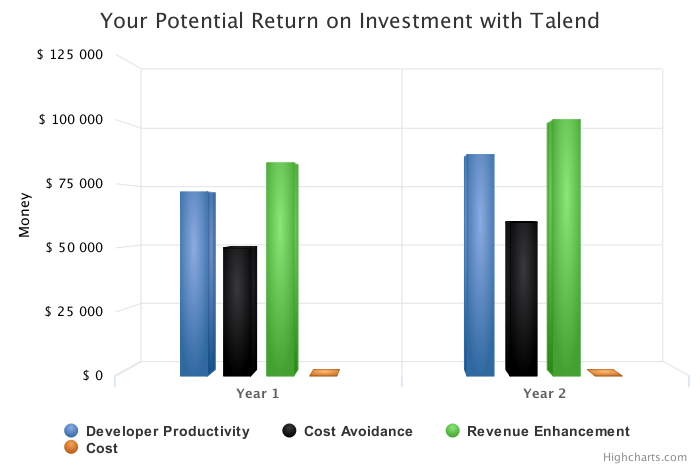 Your Potential Return on Investment with Talend
$ 125 000
$ 100 000
$ 75 000
$ 50 000
$ 25 000
$ 0
Money
Year 1
Year 2
Developer Productivity
Cost Avoidance
Revenue Enhancement
Cost
Highcharts.com